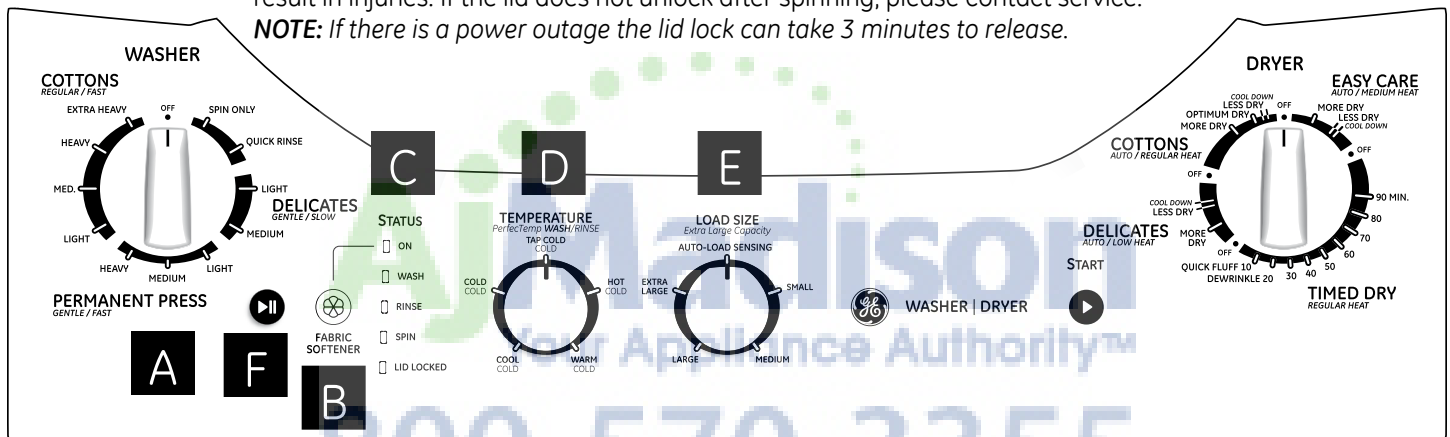 result in injuries. If the lid does not unlock after spinning, please contact service.
NOTE: If there is a power outage the lid lock can take 3 minutes to release.
WASHER
COTTONS
REGULAR / FAST
EXTRA HEAVY
OFF
SPIN ONLY
HEAVY
QUICK RINSE
MED.
LIGHT
DELICATES
GENTLE / SLOW
LIGHT
MEDIUM
HEAVY
MEDIUM
LIGHT
PERMANENT PRESS
GENTLE / FAST
A
F
FABRIC
SOFTENER
B
C
STATUS
ON
WASH
RINSE
SPIN
LID LOCKED
D
TEMPERATURE
PerfecTemp WASH/RINSE
TAP COLD
COLD
COLD
COLD
HOT
COLD
COOL
COLD
WARM
COLD
E
LOAD SIZE
Extra Large Capacity
AUTO-LOAD SENSING
EXTRA
LARGE
SMALL
LARGE
MEDIUM
GE
WASHER | DRYER
START
DRYER
EASY CARE
AUTO / MEDIUM HEAT
COOL DOWN
LESS DRY
OPTIMUM DRY
MORE DRY
OFF
MORE DRY
LESS DRY
COOL DOWN
OFF
COTTONS
AUTO / REGULAR HEAT
OFF
COOL DOWN
LESS DRY
DELICATES
AUTO / LOW HEAT
MORE
DRY
OFF
90 MIN.
80
70
60
50
40
30
QUICK FLUFF 10
DEWRINKLE 20
TIMED DRY
REGULAR HEAT
AjMadison
Your Appliance Authority™
800-570-3355